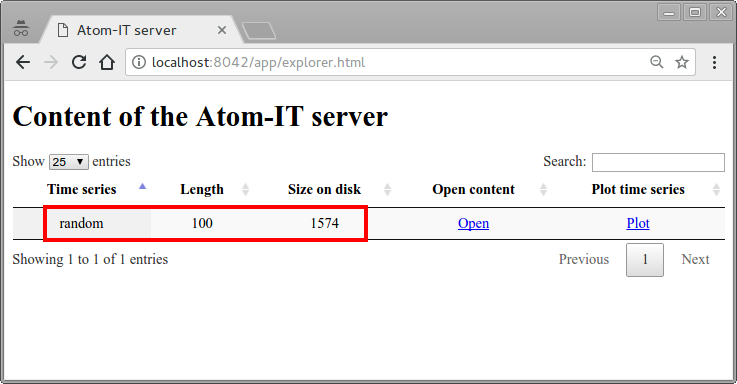 Atom-IT server
localhost:8042/app/explorer.html
Content of the Atom-IT server
Show 25 entries Search:
Time series Length Size on disk Open content Plot time series
random 100 1574 Open Plot
Showing 1 to 1 of 1 entries Previous 1 Next